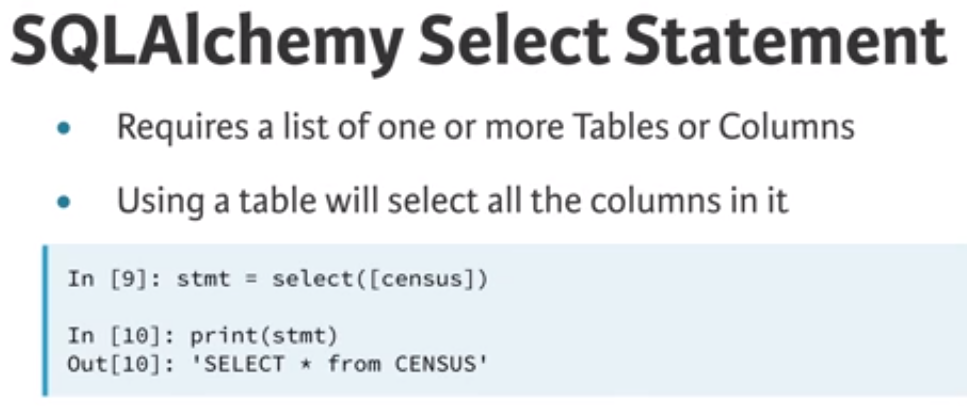 SQLAlchemy Select Statement
• Requires a list of one or more Tables or Columns
• Using a table will select all the columns in it
In [9]: stmt = select([census])
In [10]: print(stmt)
Out[10]: 'SELECT * from CENSUS'